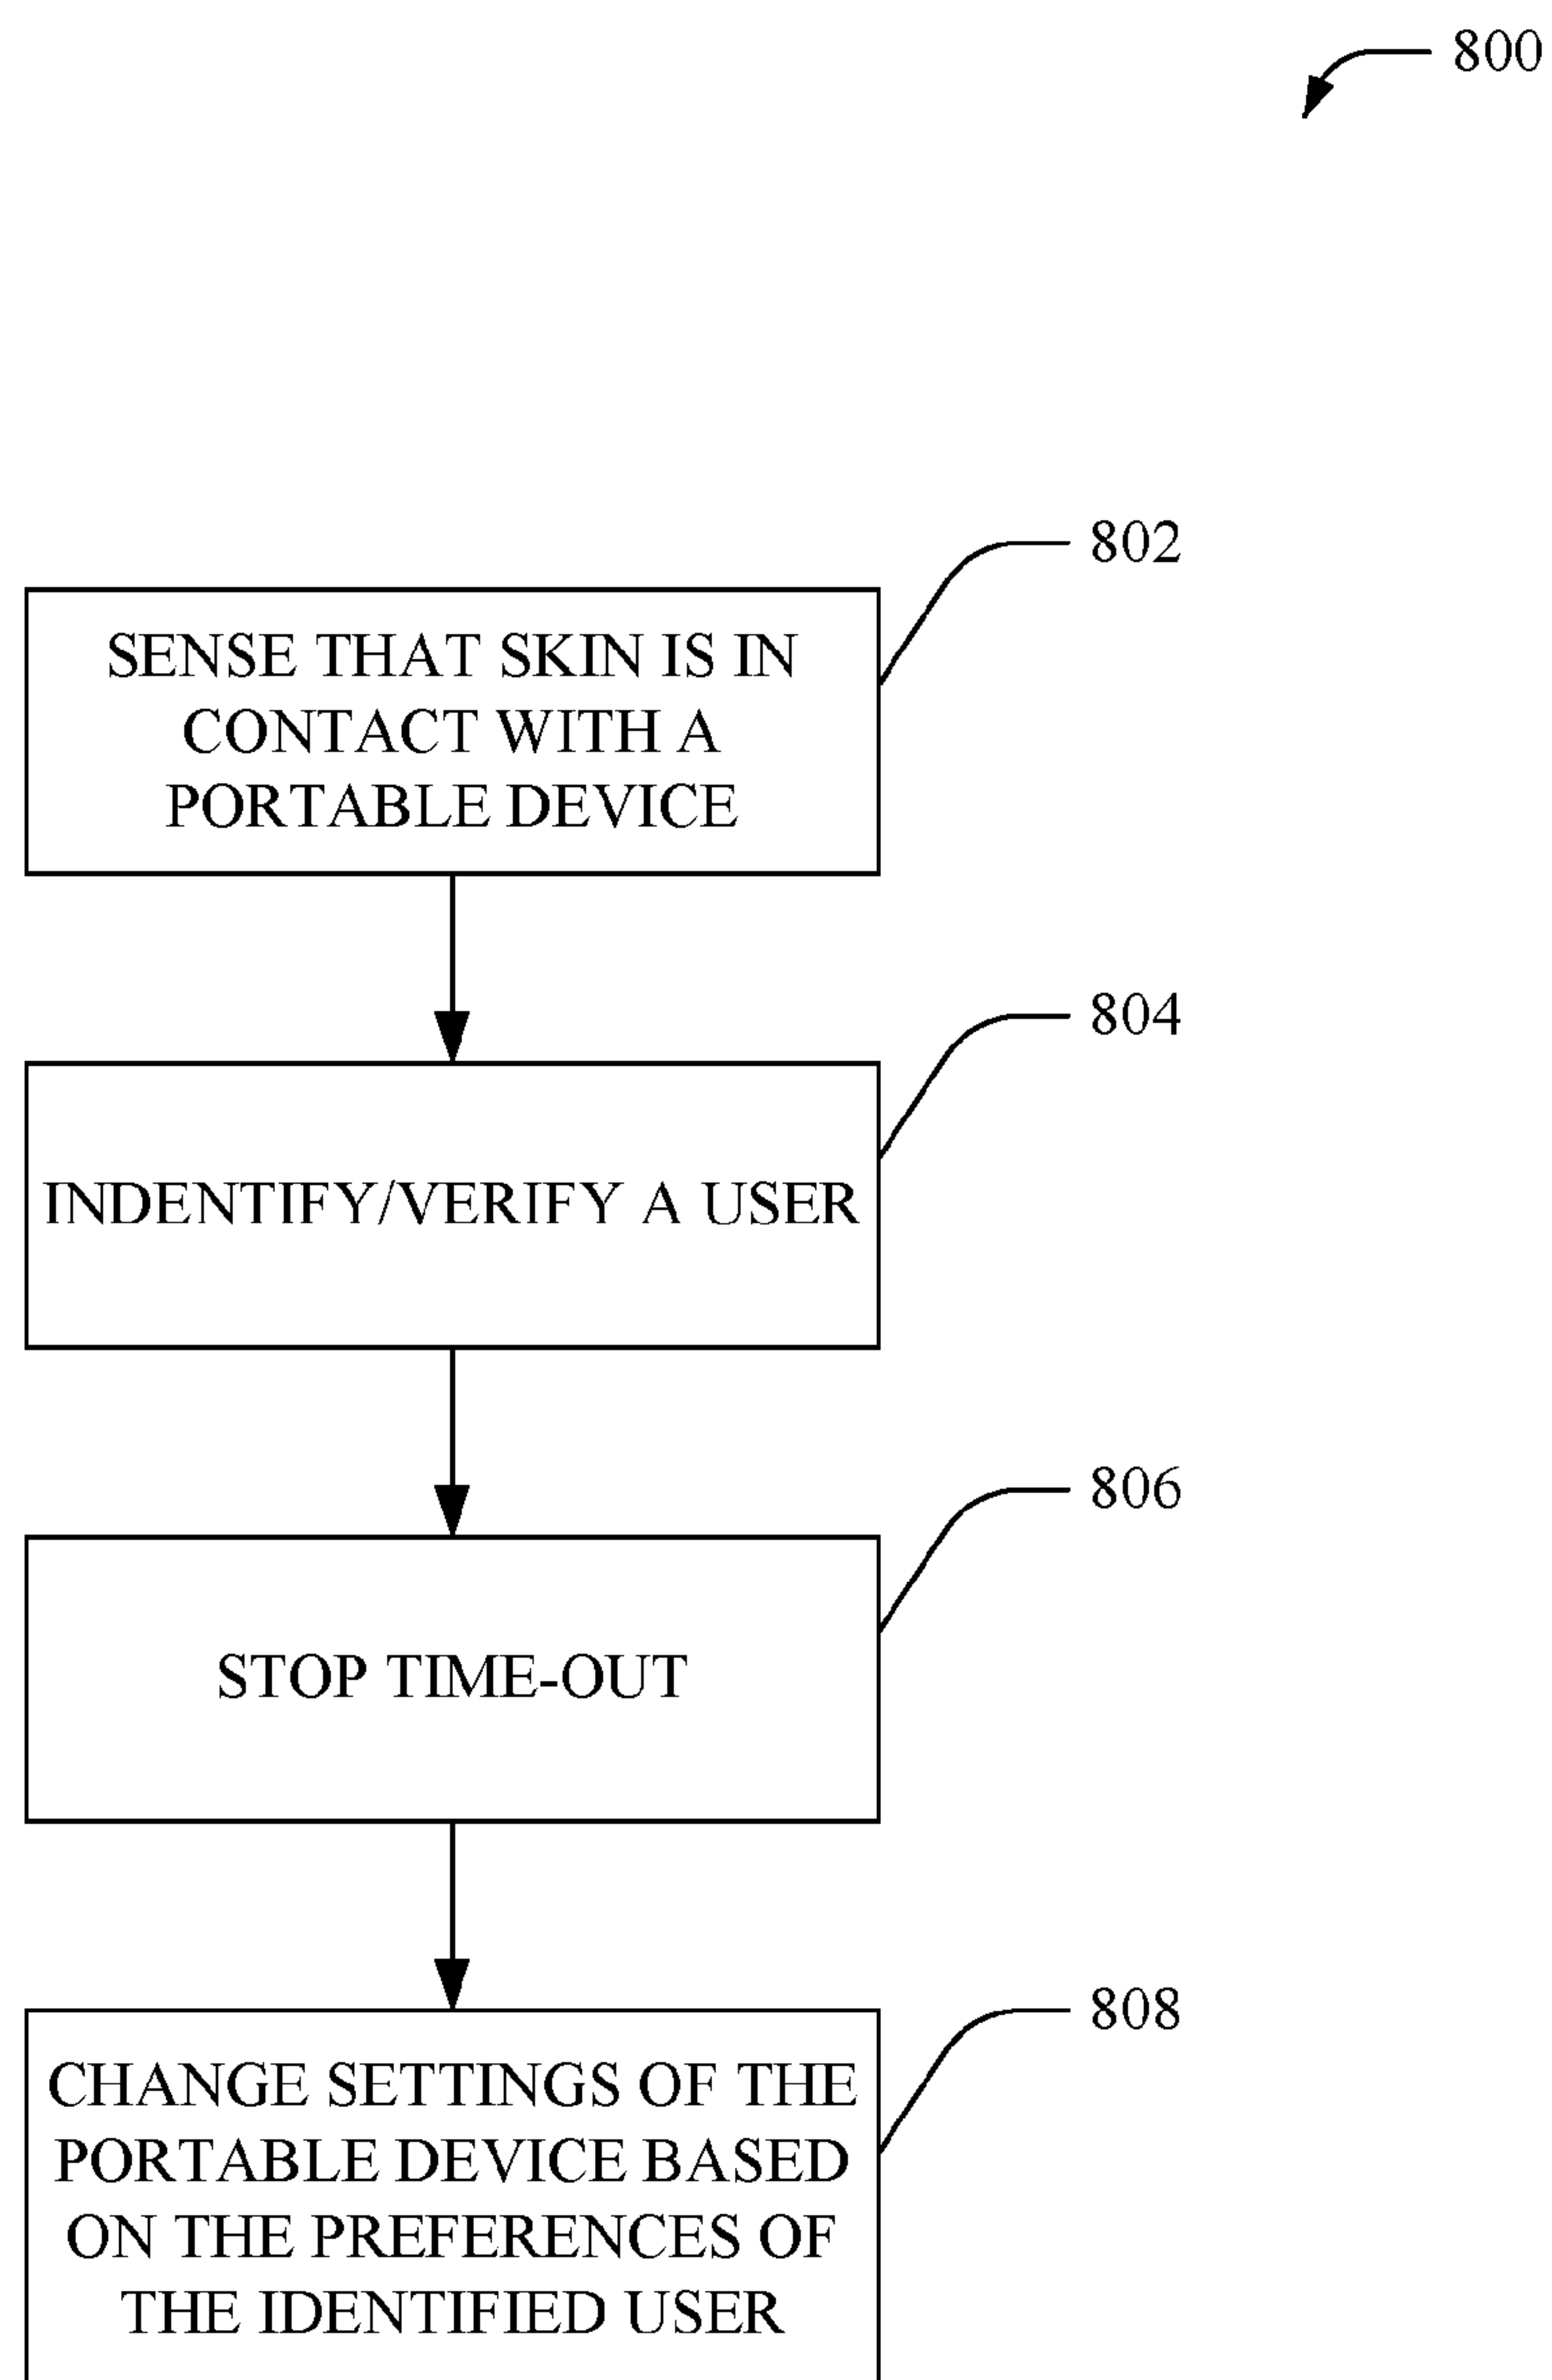 800
802
SENSE THAT SKIN IS IN
CONTACT WITH A
PORTABLE DEVICE
804
INDENTIFY/VERIFY A USER
806
STOP TIME-OUT
808
CHANGE SETTINGS OF THE
PORTABLE DEVICE BASED
ON THE PREFERENCES OF
THE IDENTIFIED USER